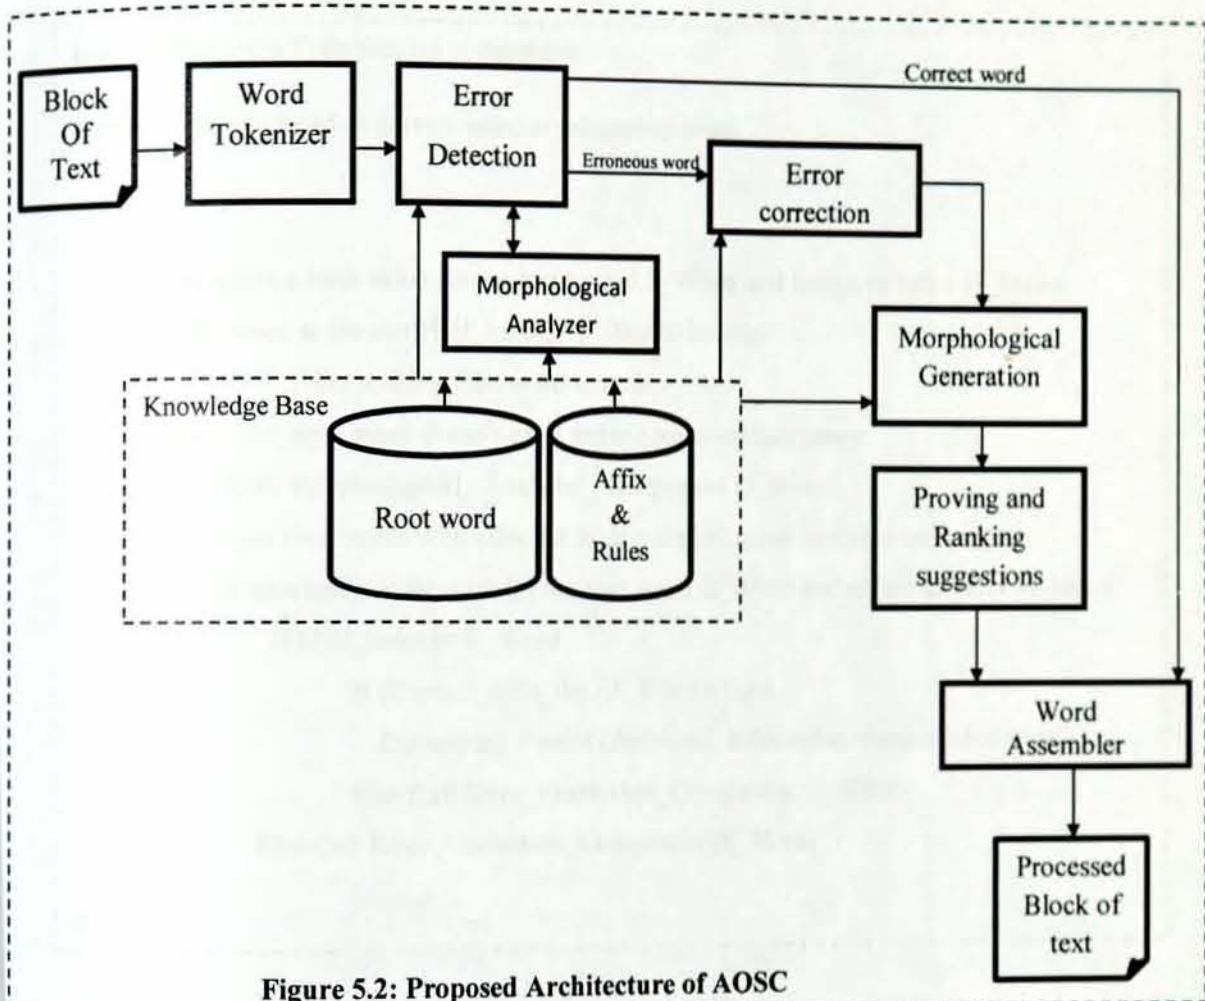 Block
Of
Text
Word
Tokenizer
Error
Detection
Correct word
Erroneous word
Error
correction
Morphological
Analyzer
Morphological
Generation
Knowledge Base
Root word
Affix
&
Rules
Proving and
Ranking
suggestions
Word
Assembler
Processed
Block of
text
Figure 5.2: Proposed Architecture of AOSC